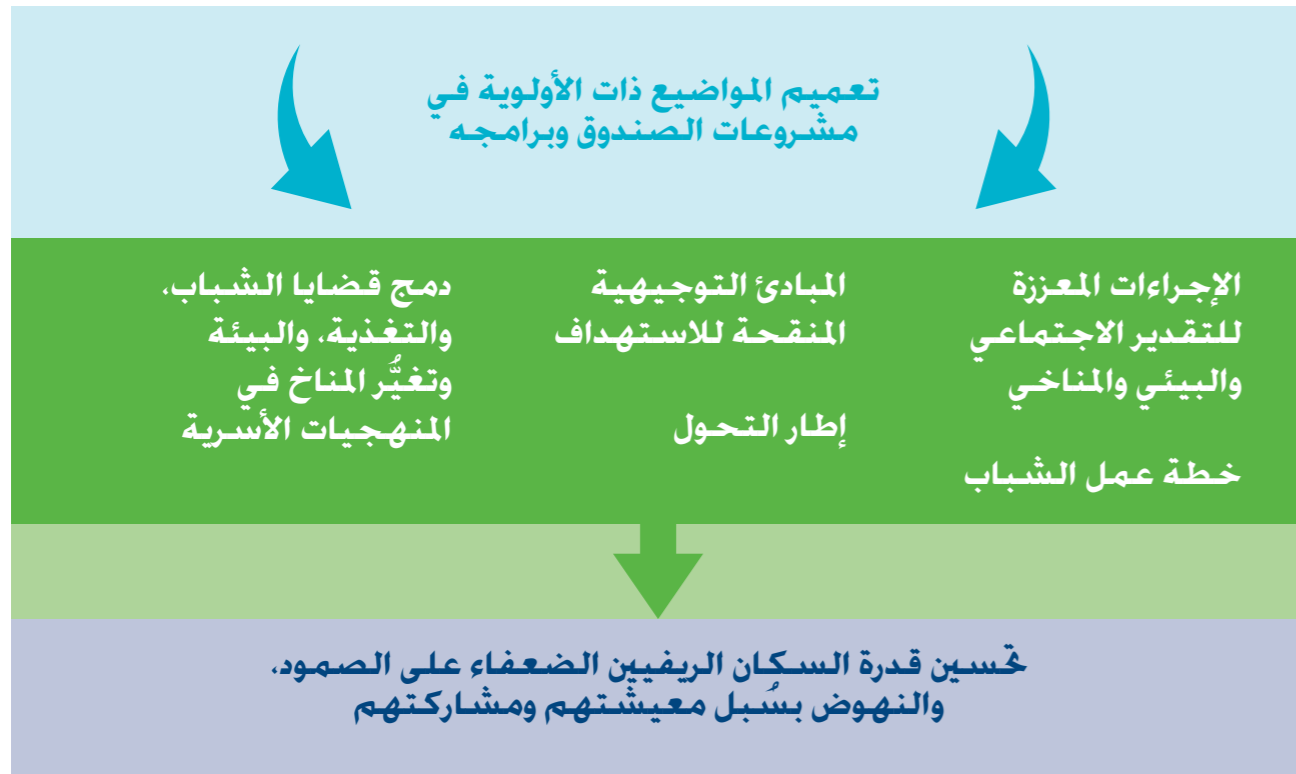 تعميم المواضيع ذات الأولوية في
مشروعات الصندوق وبرامجه
الإجراءات المعززة
للتقدير الاجتماعي
والبيئي والمناخي
خطة عمل الشباب
المبادئ التوجيهية
المنقحة للاستهداف
إطار التحول
دمج قضايا الشباب،
والتغذية، والبيئة
وتغيُّر المناخ في
المنهجيات الأسرية
تحسين قدرة السكان الريفيين الضعفاء على الصمود،
والنهوض بسُبل معيشتهم ومشاركتهم